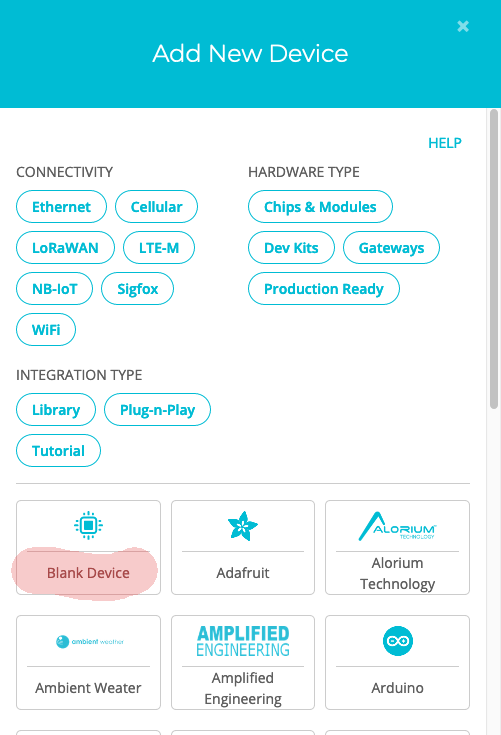 ×
Add New Device
HELP
CONNECTIVITY
HARDWARE TYPE
Ethernet
Cellular
Chips & Modules
LoRaWAN
LTE-M
Dev Kits
Gateways
NB-IoT
Sigfox
Production Ready
WiFi
INTEGRATION TYPE
Library
Plug-n-Play
Tutorial
Blank Device
Adafruit
ALORIUM
TECHNOLOGY
Alorium
Technology
ambient weather
Ambient Weater
AMPLIFIED
ENGINEERING
Amplified
Engineering
Arduino